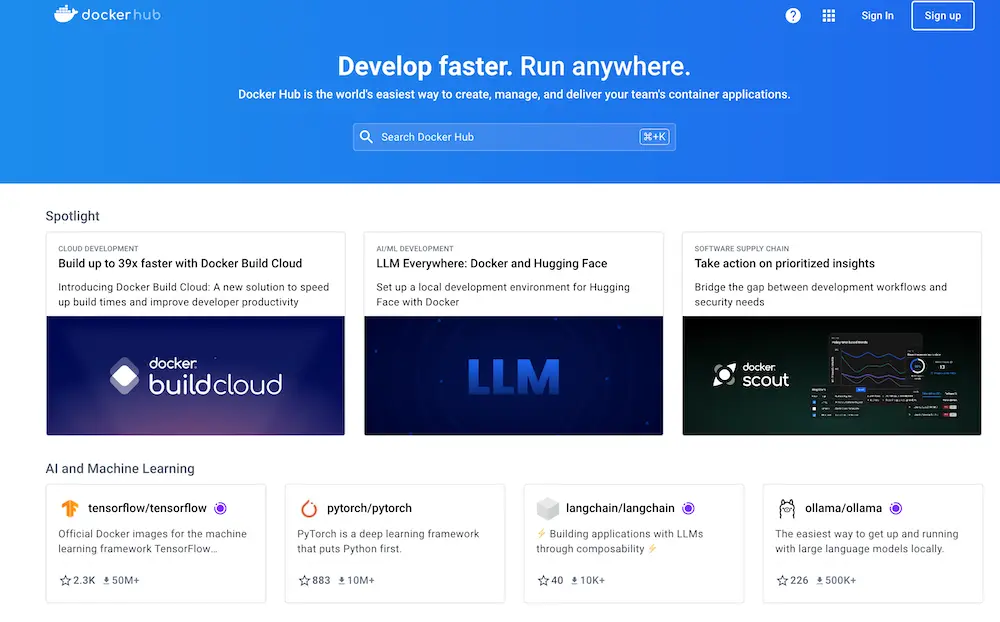 docker hub
Sign In
Sign up
Develop faster. Run anywhere.
Docker Hub is the world's easiest way to create, manage, and deliver your team's container applications.
Search Docker Hub
⌘+K
Spotlight
CLOUD DEVELOPMENT
Build up to 39x faster with Docker Build Cloud
Introducing Docker Build Cloud: A new solution to speed
up build times and improve developer productivity
docker
build cloud
AI/ML DEVELOPMENT
LLM Everywhere: Docker and Hugging Face
Set up a local development environment for Hugging
Face with Docker
LLM
SOFTWARE SUPPLY CHAIN
Take action on prioritized insights
Bridge the gap between development workflows and
security needs
docker
scout
AI and Machine Learning
tensorflow/tensorflow
Official Docker images for the machine
learning framework TensorFlow...
2.3K 50M+
pytorch/pytorch
PyTorch is a deep learning framework
that puts Python first.
883 10M+
langchain/langchain
⚡ Building applications with LLMs
through composability ⚡
40 10K+
ollama/ollama
The easiest way to get up and running
with large language models locally.
226 500K+